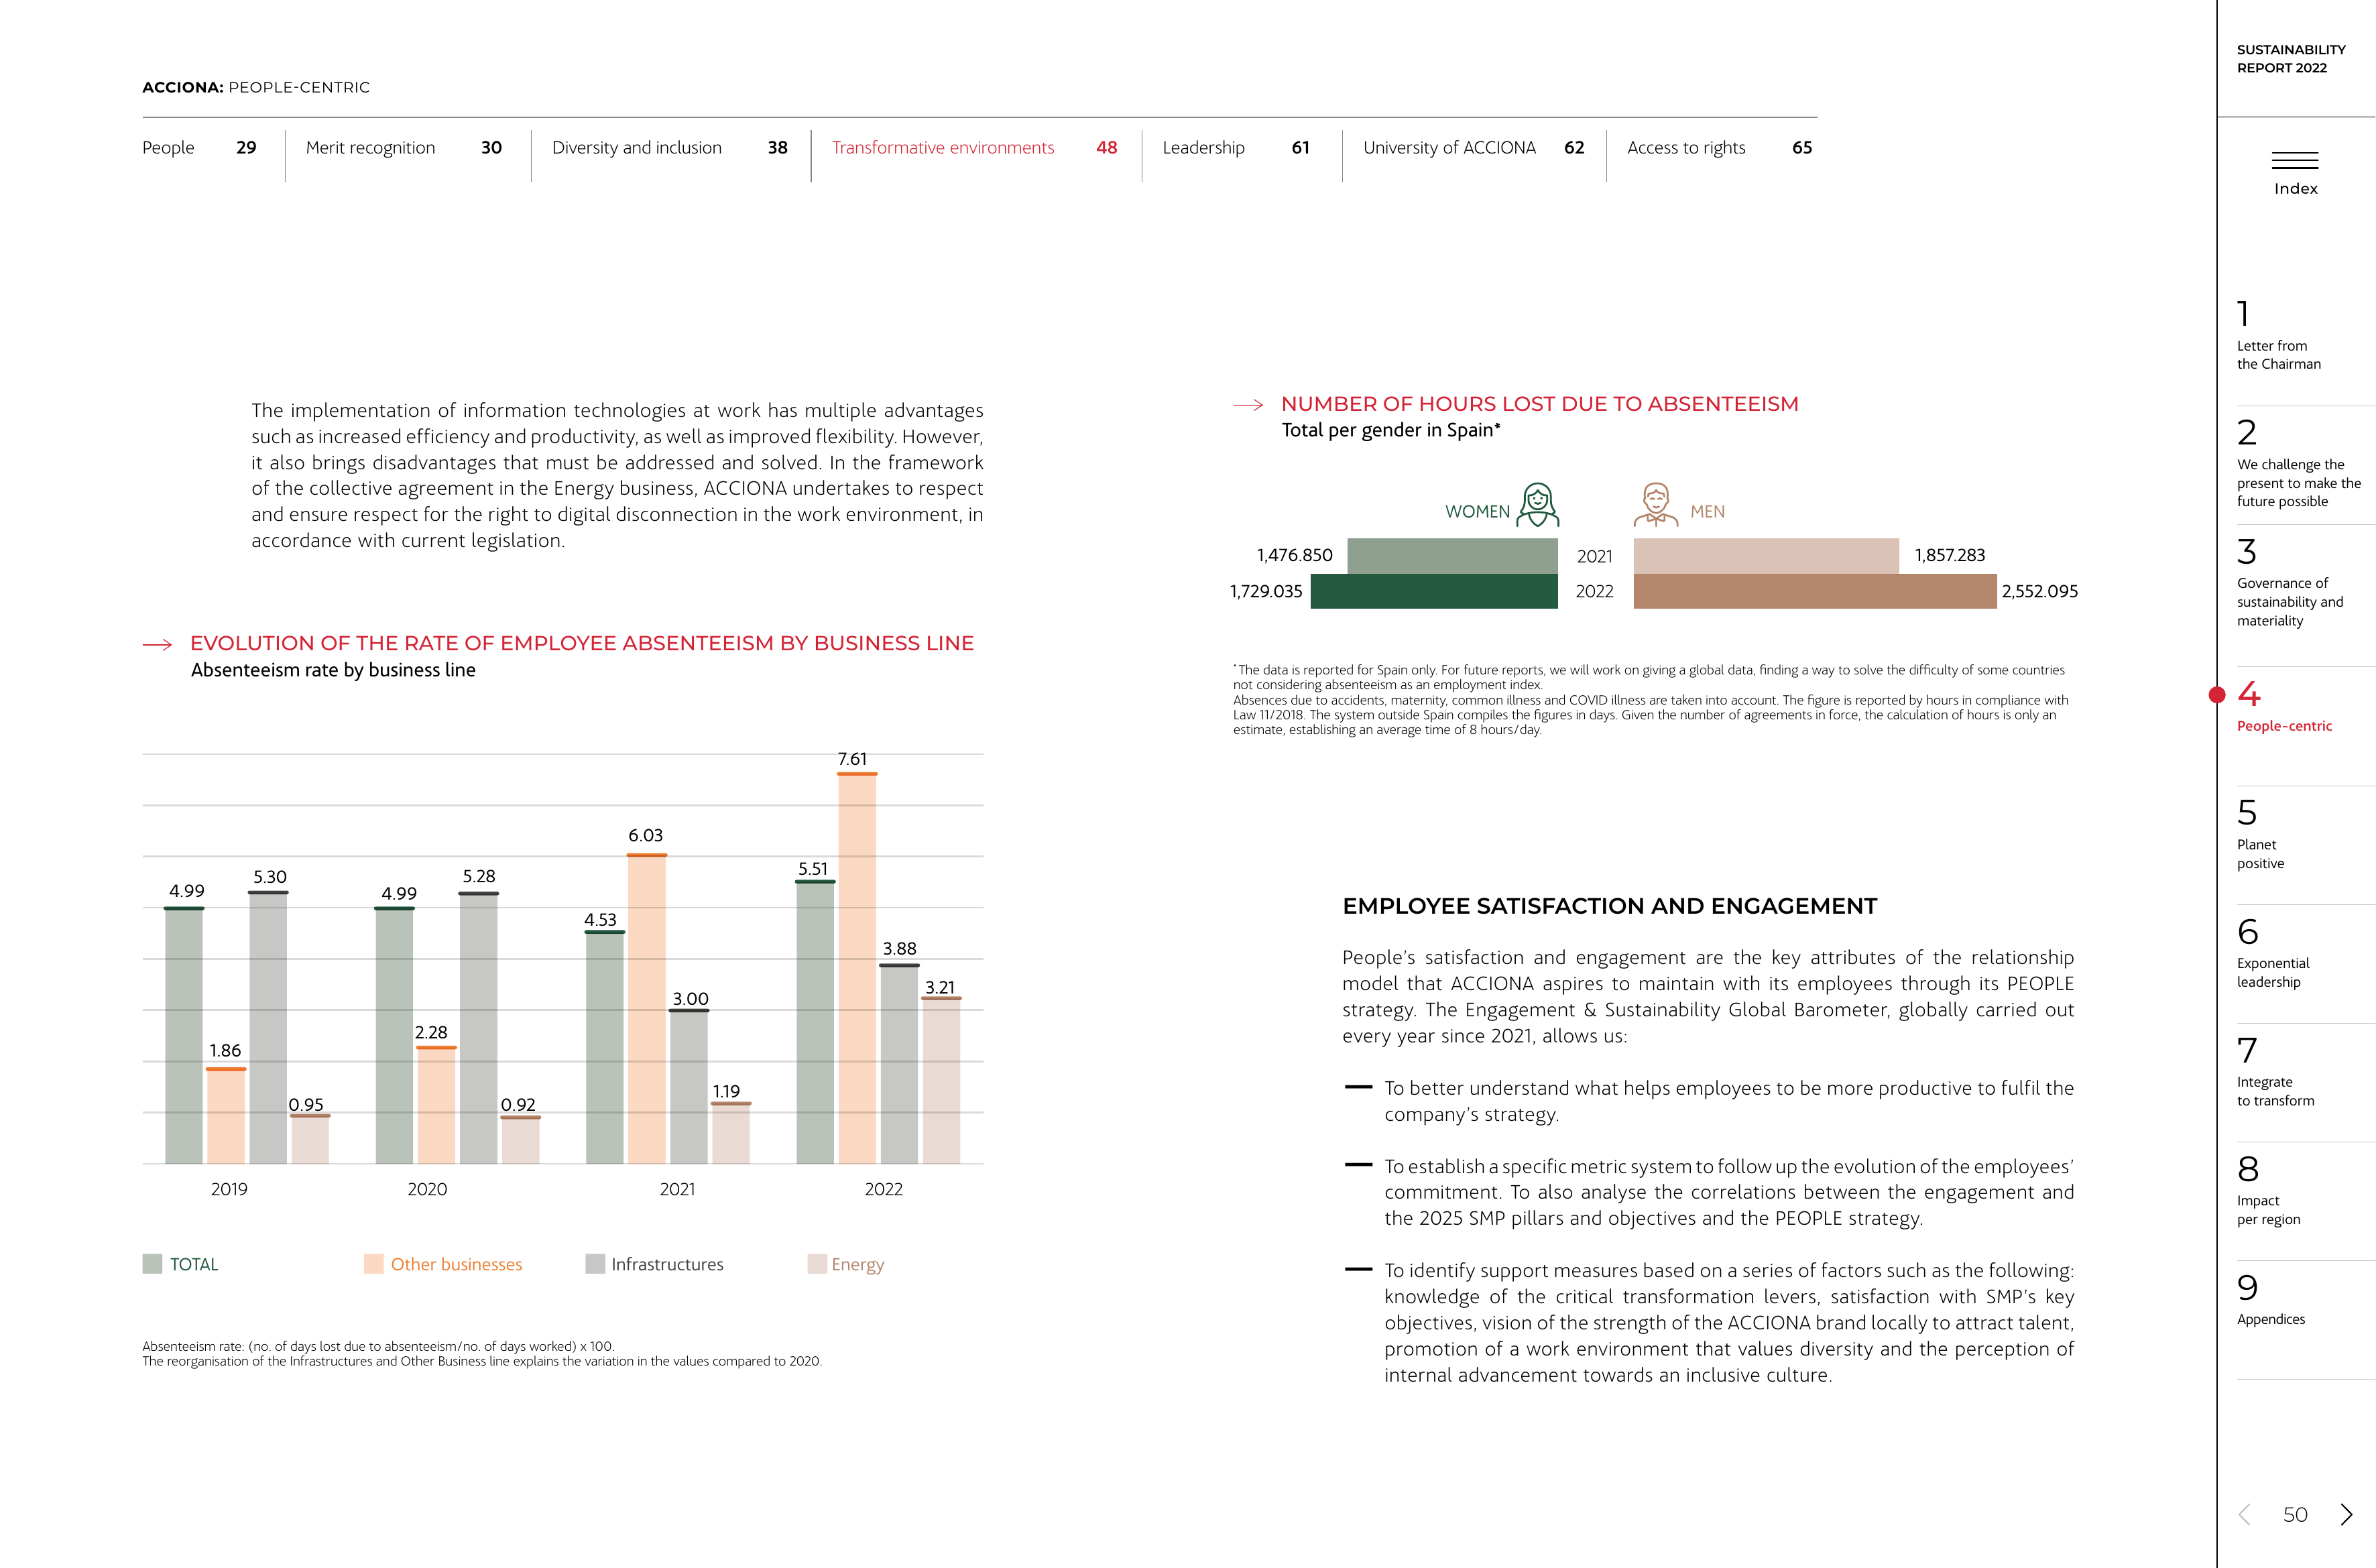 ACCIONA: PEOPLE-CENTRIC
People 29
Merit recognition 30
Diversity and inclusion 38
Transformative environments 48
Leadership 61
University of ACCIONA 62
Access to rights 65
The implementation of information technologies at work has multiple advantages
such as increased efficiency and productivity, as well as improved flexibility. However,
it also brings disadvantages that must be addressed and solved. In the framework
of the collective agreement in the Energy business, ACCIONA undertakes to respect
and ensure respect for the right to digital disconnection in the work environment, in
accordance with current legislation.
EVOLUTION OF THE RATE OF EMPLOYEE ABSENTEEISM BY BUSINESS LINE
Absenteeism rate by business line
4.99
1.86
5.30
0.95
4.99
2.28
5.28
0.92
4.53
6.03
3.00
1.19
5.51
7.61
3.88
3.21
2019
2020
2021
2022
TOTAL
Other businesses
Infrastructures
Energy
Absenteeism rate: (no. of days lost due to absenteeism/no. of days worked) x 100.
The reorganisation of the Infrastructures and Other Business line explains the variation in the values compared to 2020.
NUMBER OF HOURS LOST DUE TO ABSENTEEISM
Total per gender in Spain*
WOMEN
MEN
1,476.850 2021 1,857.283
1,729.035 2022 2,552.095
*The data is reported for Spain only. For future reports, we will work on giving a global data, finding a way to solve the difficulty of some countries
not considering absenteeism as an employment index.
Absences due to accidents, maternity, common illness and COVID illness are taken into account. The figure is reported by hours in compliance with
Law 11/2018. The system outside Spain compiles the figures in days. Given the number of agreements in force, the calculation of hours is only an
estimate, establishing an average time of 8 hours/day.
EMPLOYEE SATISFACTION AND ENGAGEMENT
People's satisfaction and engagement are the key attributes of the relationship
model that ACCIONA aspires to maintain with its employees through its PEOPLE
strategy. The Engagement & Sustainability Global Barometer, globally carried out
every year since 2021, allows us:
— To better understand what helps employees to be more productive to fulfil the
company's strategy.
— To establish a specific metric system to follow up the evolution of the employees'
commitment. To also analyse the correlations between the engagement and
the 2025 SMP pillars and objectives and the PEOPLE strategy.
— To identify support measures based on a series of factors such as the following:
knowledge of the critical transformation levers, satisfaction with SMP's key
objectives, vision of the strength of the ACCIONA brand locally to attract talent,
promotion of a work environment that values diversity and the perception of
internal advancement towards an inclusive culture.
SUSTAINABILITY
REPORT 2022
Index
1
Letter from
the Chairman
2
We challenge the
present to make the
future possible
3
Governance of
sustainability and
materiality
4
People-centric
5
Planet
positive
6
Exponential
leadership
7
Integrate
to transform
8
Impact
per region
9
Appendices
50